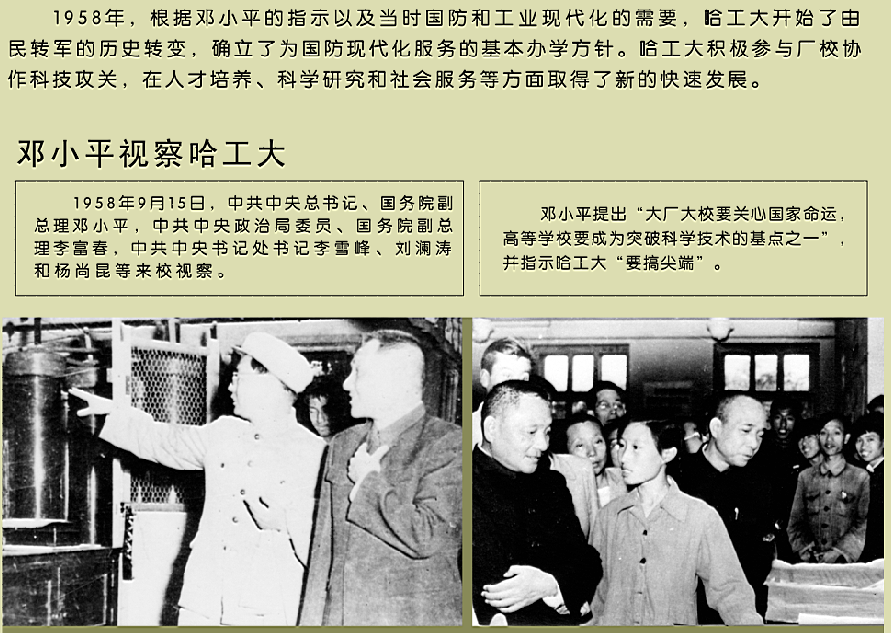 1958年，根据邓小平的指示以及当时国防和工业现代化的需要，哈工大开始了由
民转军的历史转变，确立了为国防现代化服务的基本办学方针。哈工大积极参与厂校协
作科技攻关，在人才培养、科学研究和社会服务等方面取得了新的快速发展。
邓小平视察哈工大
1958年9月15日，中共中央总书记、国务院副
总理邓小平，中共中央政治局委员、国务院副总
理李富春，中共中央书记处书记李雪峰、刘澜涛
和杨尚昆等来校视察。
邓小平提出“大厂大校要关心国家命运，
高等学校要成为突破科学技术的基点之一”，
并指示哈工大“要搞尖端”。